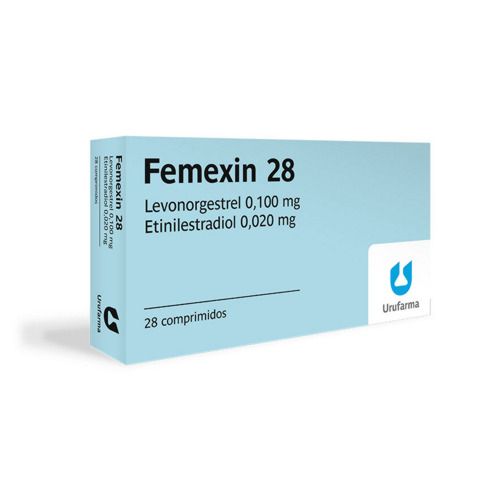 Femexin 28
Levonorgestrel 0,100 mg
Etinilestradiol 0,020 mg
28 comprimidos
Urufarma
Femexin 28
Levonorgestrel 0,100 mg
Etinilestradiol 0,020 mg
28 comprimidos
Urufarma